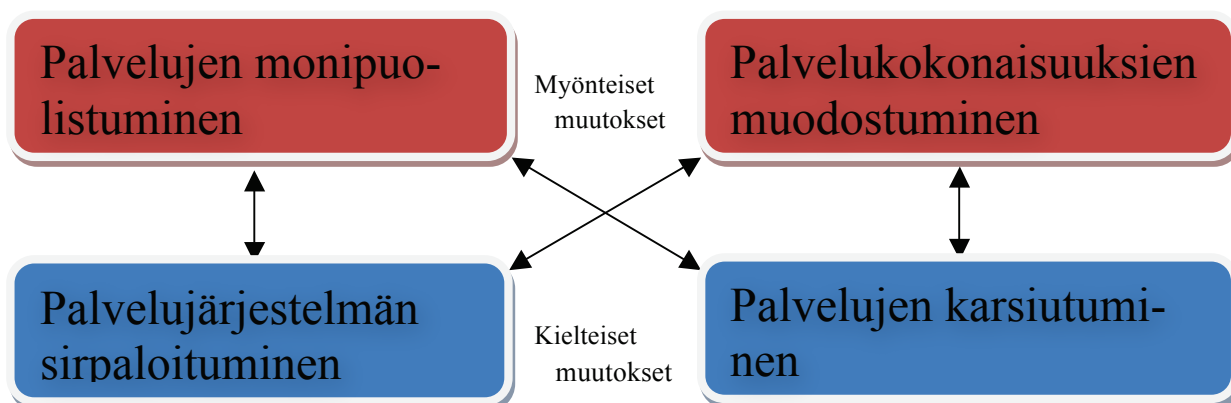 Palvelujen monipuo-
listuminen
Myönteiset
muutokset
Palvelukokonaisuuksien
muodostuminen
Palvelujärjestelmän
sirpaloituminen
Kielteiset
muutokset
Palvelujen karsiutumi-
nen